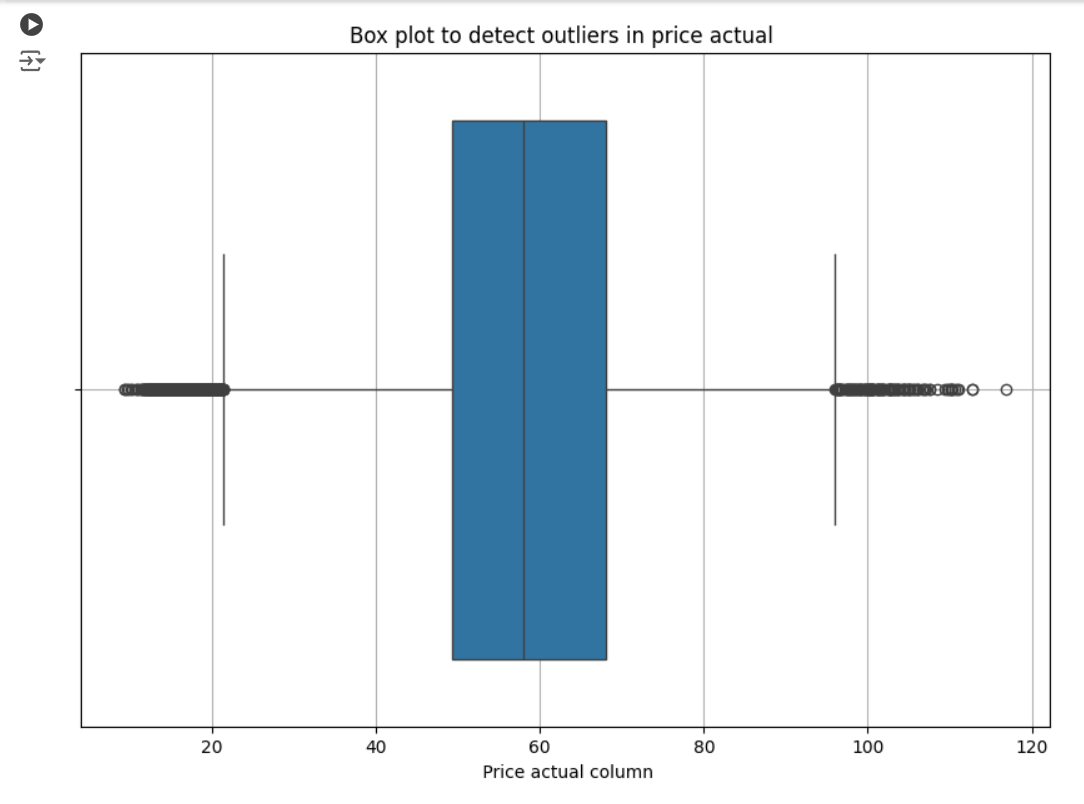 Box plot to detect outliers in price actual
20 40 60 80 100 120
Price actual column